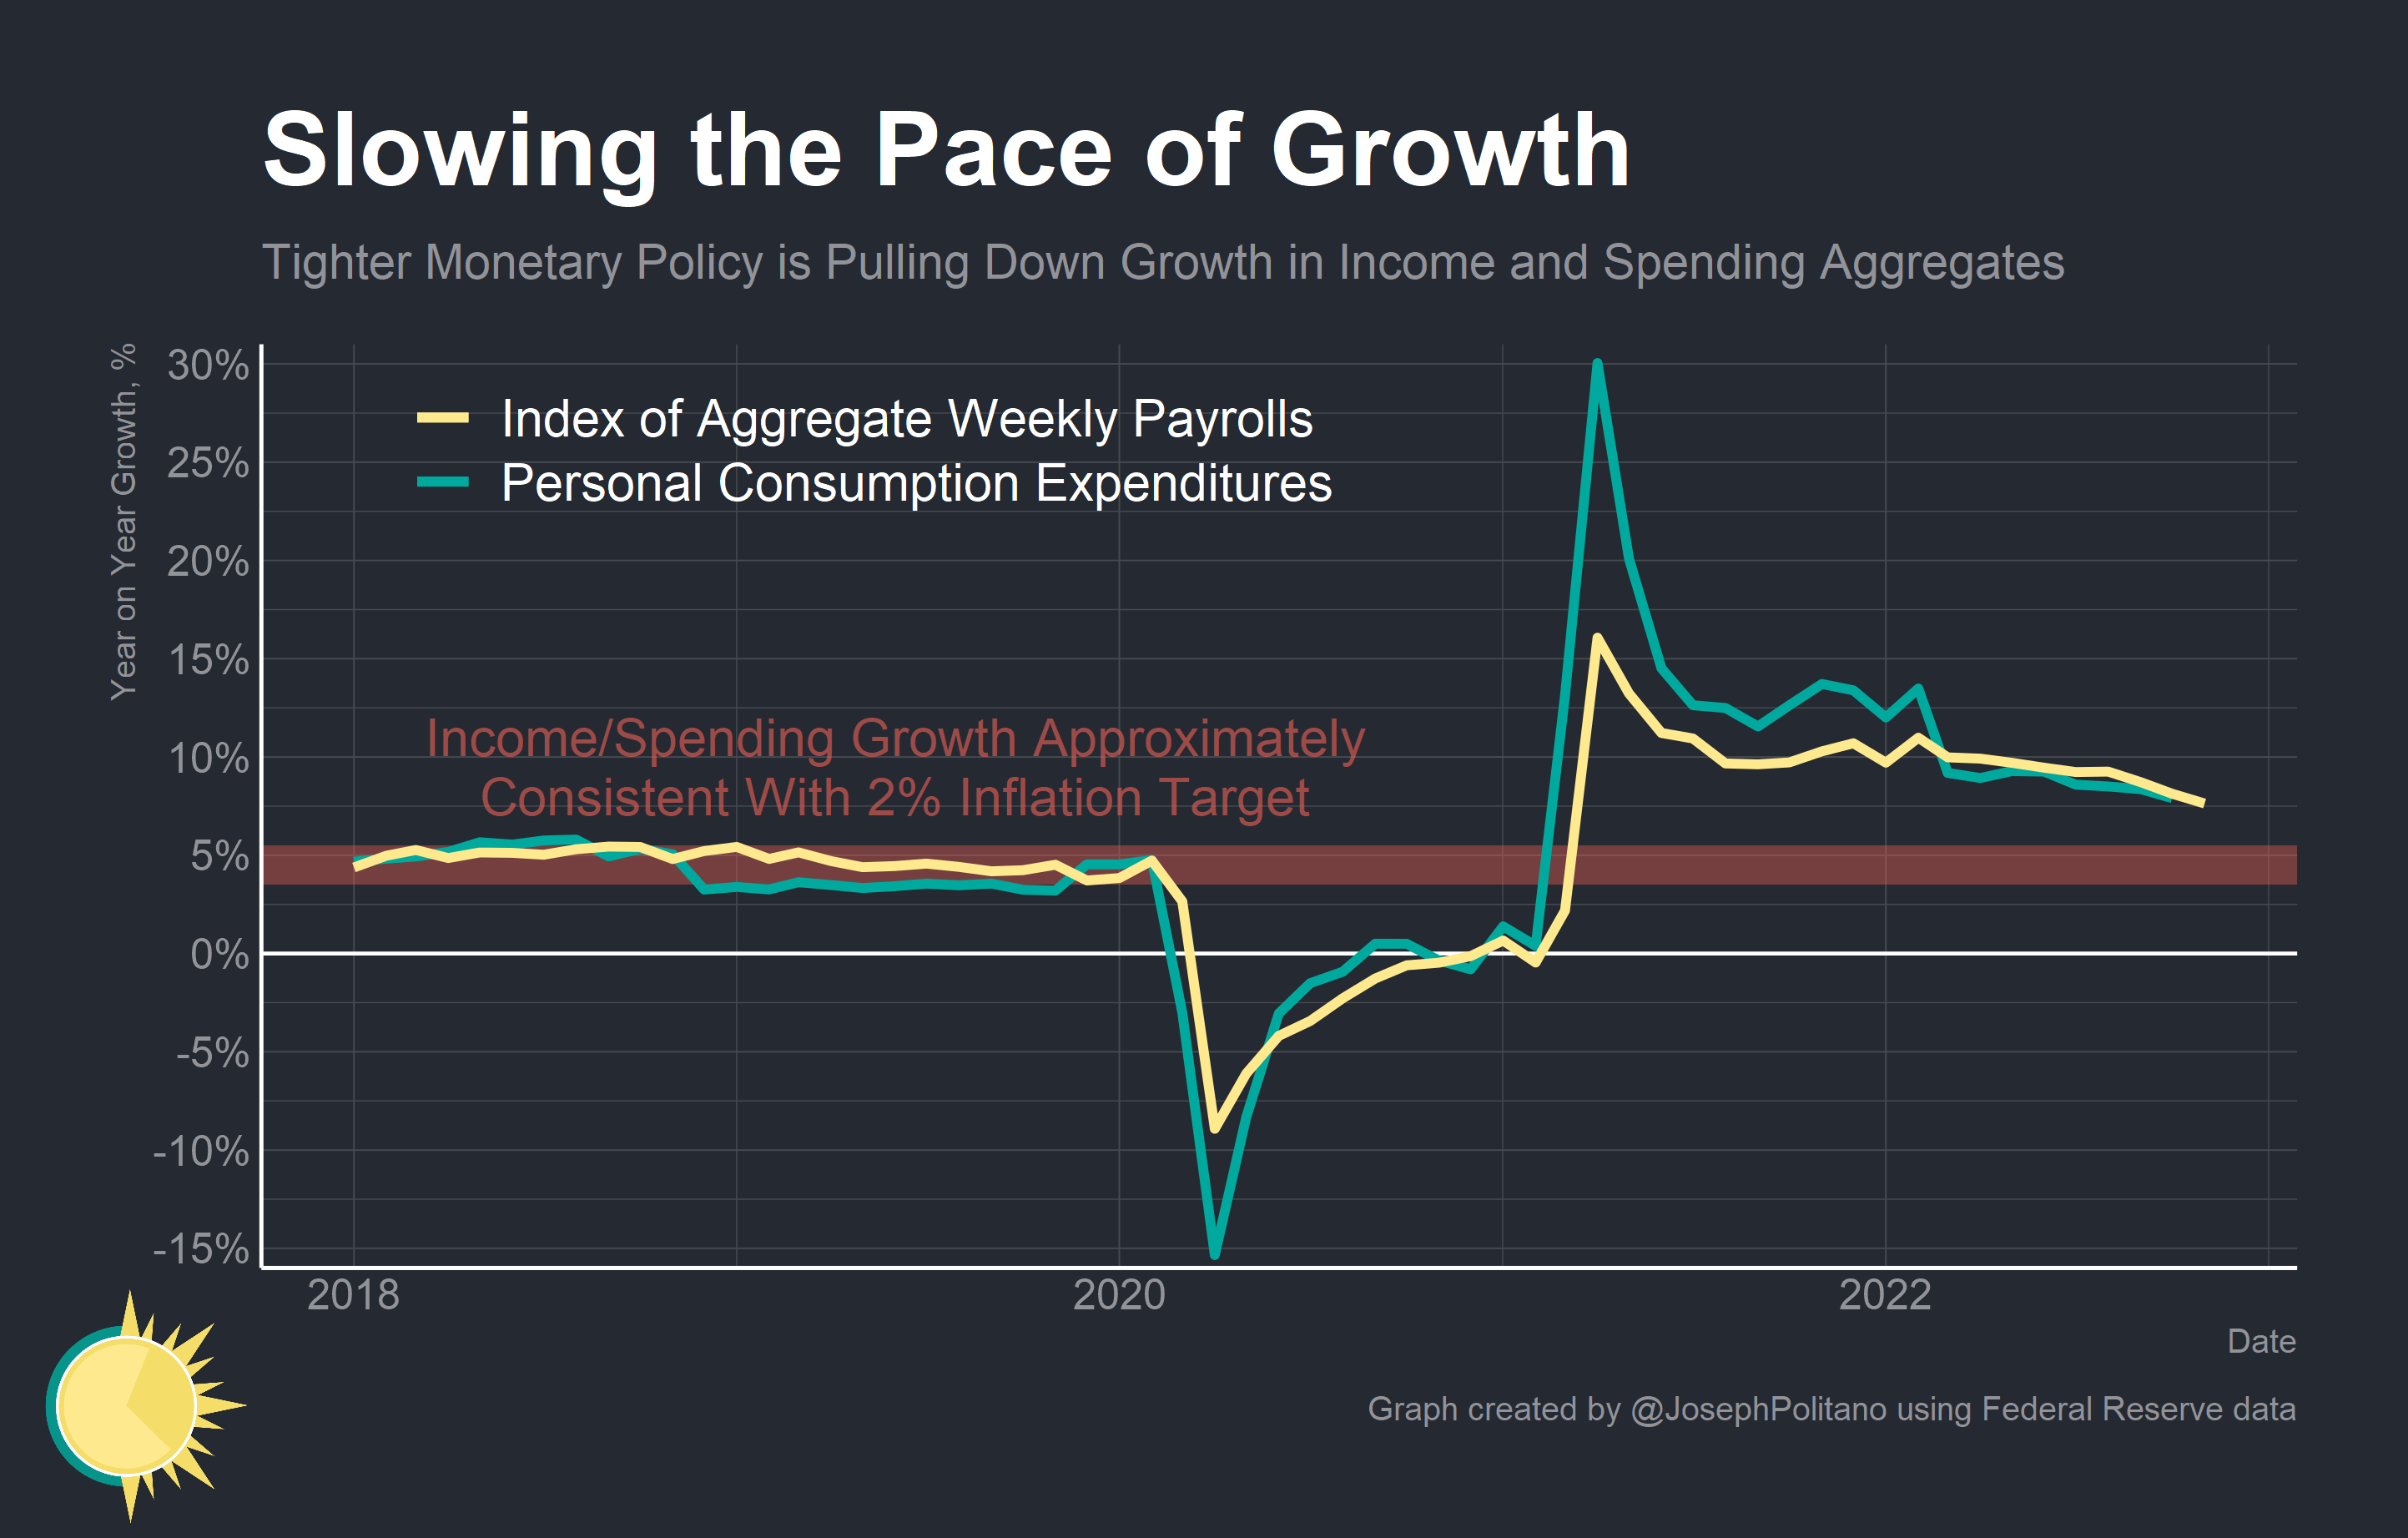 Slowing the Pace of Growth
Tighter Monetary Policy is Pulling Down Growth in Income and Spending Aggregates
Year on Year Growth, %
30%
25%
20%
15%
10%
5%
0%
-5%
-10%
-15%
Index of Aggregate Weekly Payrolls
Personal Consumption Expenditures
Income/Spending Growth Approximately
Consistent With 2% Inflation Target
2018
2020
2022
Date
Graph created by @JosephPolitano using Federal Reserve data